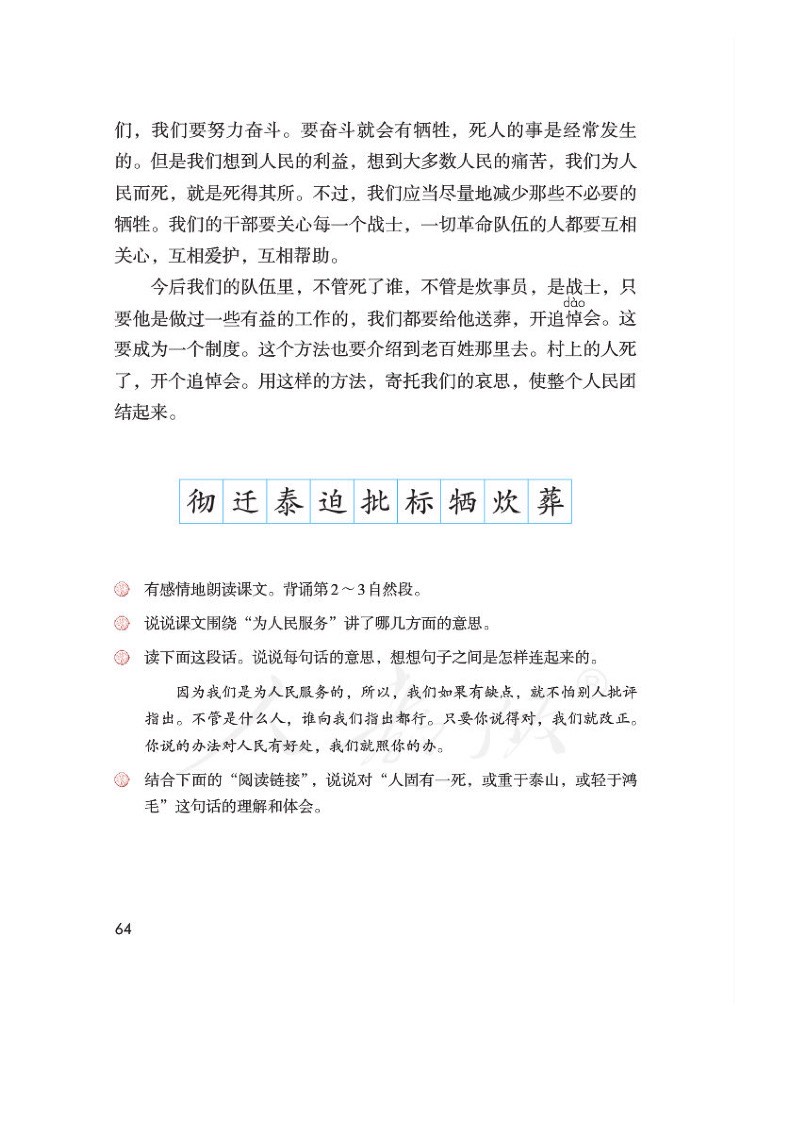 们，我们要努力奋斗。要奋斗就会有牺牲，死人的事是经常发生
的。但是我们想到人民的利益，想到大多数人民的痛苦，我们为人
民而死，就是死得其所。不过，我们应当尽量地减少那些不必要的
牺牲。我们的干部要关心每一个战士，一切革命队伍的人都要互相
关心，互相爱护，互相帮助。
今后我们的队伍里，不管死了谁，不管是炊事员，是战士，只
dào
要他是做过一些有益的工作的，我们都要给他送葬，开追悼会。这
要成为一个制度。这个方法也要介绍到老百姓那里去。村上的人死
了，开个追悼会。用这样的方法，寄托我们的哀思，使整个人民团
结起来。
彻迁泰迫批标牺炊葬
有感情地朗读课文。背诵第2～3自然段。
说说课文围绕“为人民服务”讲了哪几方面的意思。
读下面这段话。说说每句话的意思，想想句子之间是怎样连起来的。
因为我们是为人民服务的，所以，我们如果有缺点，就不怕别人批评
指出。不管是什么人，谁向我们指出都行。只要你说得对，我们就改正。
你说的办法对人民有好处，我们就照你的办。
结合下面的“阅读链接”，说说对“人固有一死，或重于泰山，或轻于鸿
毛”这句话的理解和体会。
64